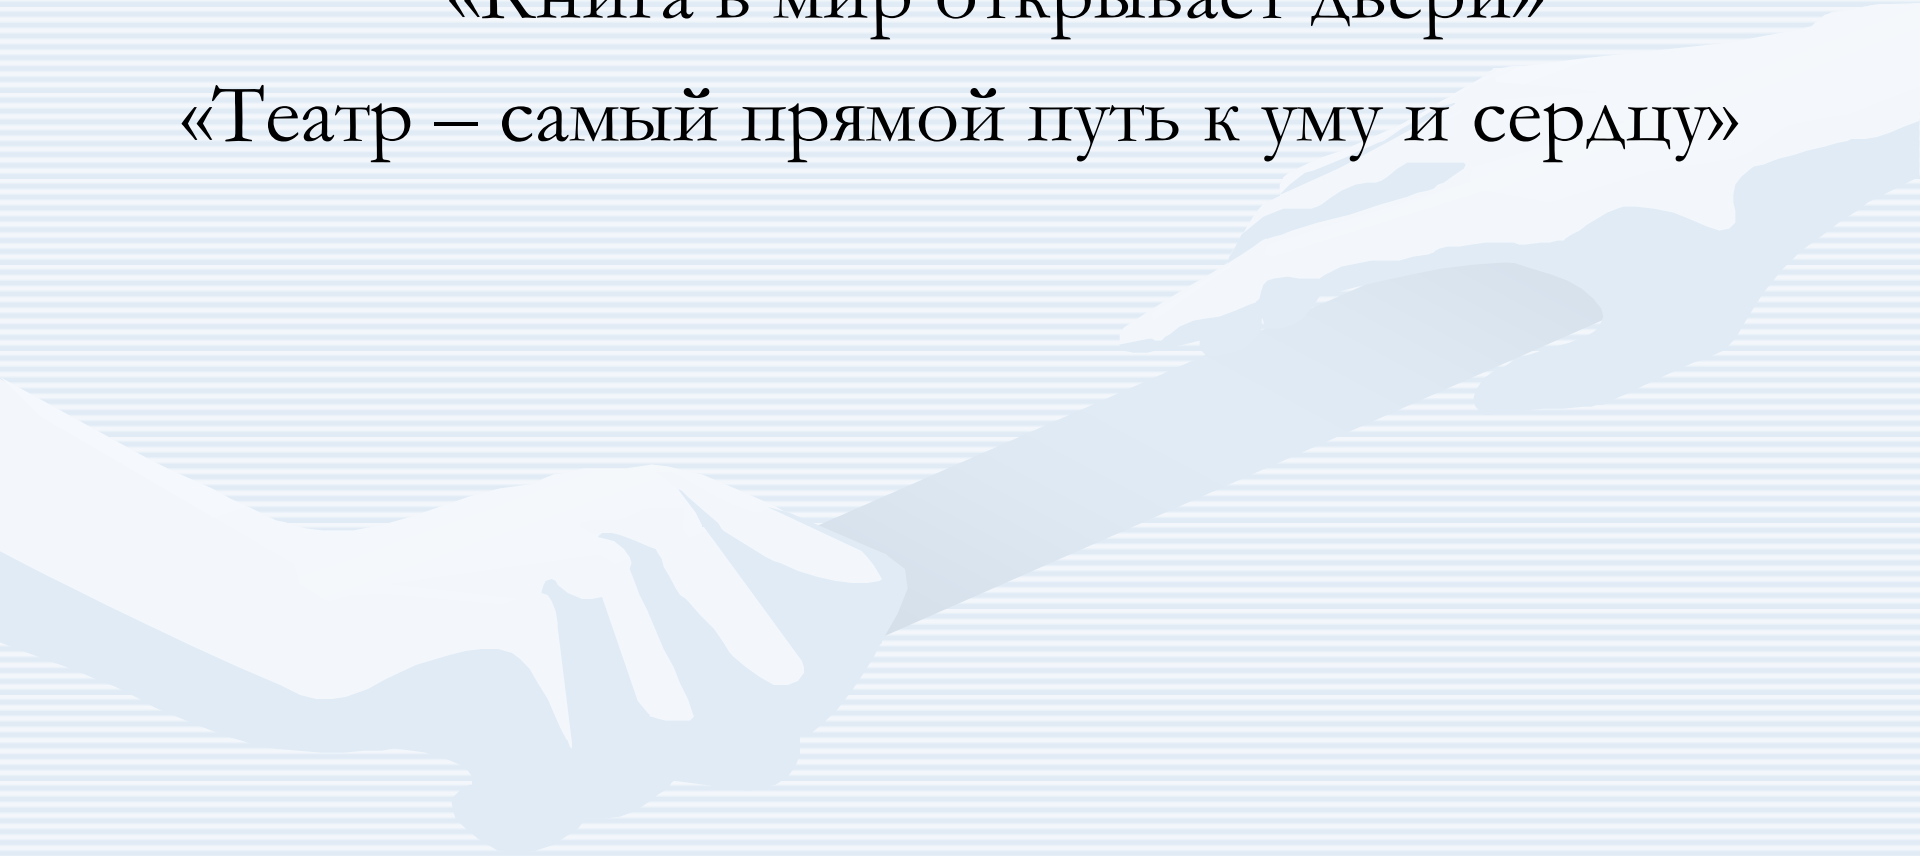 «Книга в мир открывает двери»
«Театр – самый прямой путь к уму и сердцу»